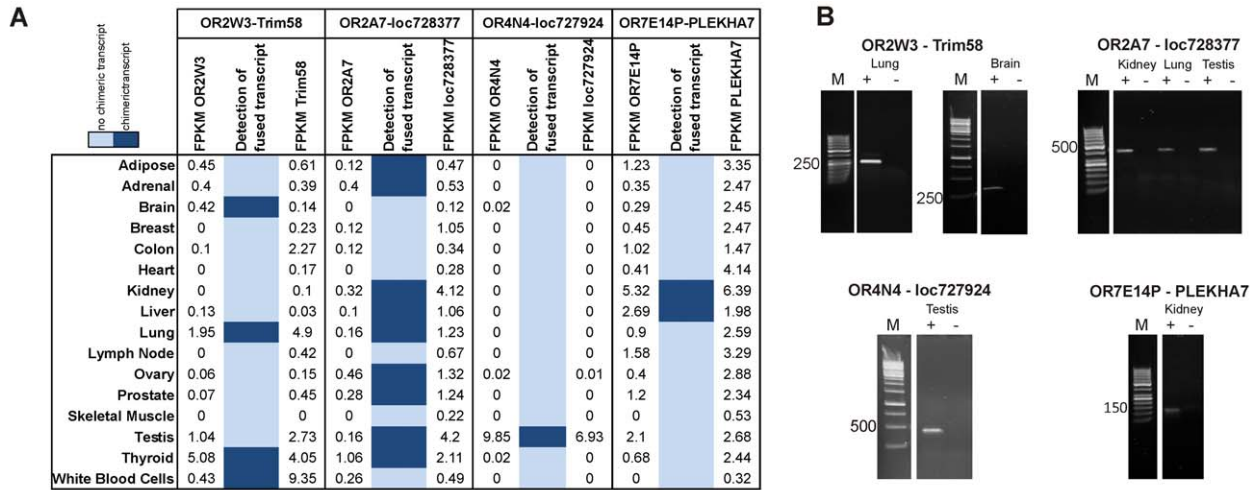 A
no chimeric transcript
chimerictranscript
OR2W3-Trim58 OR2A7-loc728377 OR4N4-loc727924 OR7E14P-PLEKHA7
FPKM OR2W3
Detection of
fused transcript
FPKM Trim58
FPKM OR2A7
Detection of
fused transcript
FPKM loc728377
FPKM OR4N4
Detection of
fused transcript
FPKM loc727924
FPKM OR7E14P
Detection of
fused transcript
FPKM PLEKHA7
Adipose 0.45 0.61 0.12 0.47 0 0 1.23 3.35
Adrenal 0.4 0.39 0.4 0.53 0 0 0.35 2.47
Brain 0.42 0.14 0 0.12 0.02 0 0.29 2.45
Breast 0 0.23 0.12 1.05 0 0 0.45 2.47
Colon 0.1 2.27 0.12 0.34 0 0 1.02 1.47
Heart 0 0.17 0 0.28 0 0 0.41 4.14
Kidney 0 0.1 0.32 4.12 0 0 5.32 6.39
Liver 0.13 0.03 0.1 1.06 0 0 2.69 1.98
Lung 1.95 4.9 0.16 1.23 0 0 0.9 2.59
Lymph Node 0 0.42 0 0.67 0 0 1.58 3.29
Ovary 0.06 0.15 0.46 1.32 0.02 0.01 0.4 2.88
Prostate 0.07 0.45 0.28 1.24 0 0 1.2 2.34
Skeletal Muscle 0 0 0 0.22 0 0 0 0.53
Testis 1.04 2.73 0.16 4.2 9.85 6.93 2.1 2.68
Thyroid 5.08 4.05 1.06 2.11 0.02 0 0.68 2.44
White Blood Cells 0.43 9.35 0.26 0.49 0 0 0 0.32
B
OR2W3 - Trim58
Lung
M + -
250
Brain
M + -
250
OR2A7 - loc728377
Kidney Lung Testis
M + - + - + -
500
OR4N4 - loc727924
Testis
M + -
500
OR7E14P - PLEKHA7
Kidney
M + -
150